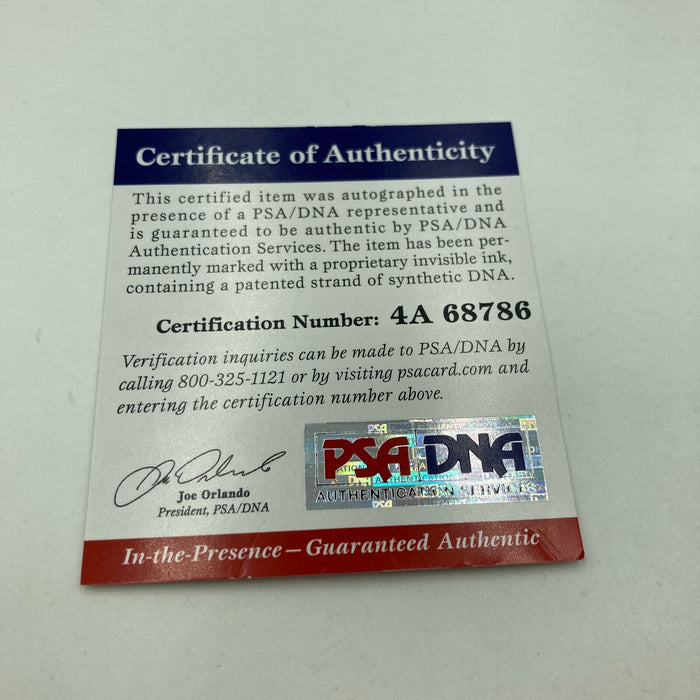 Certificate of Authenticity
This certified item was autographed in the
presence of a PSA/DNA representative and
is guaranteed to be authentic by PSA/DNA
Authentication Services. The item has been per-
manently marked with a proprietary invisible ink,
containing a patented strand of synthetic DNA.
Certification Number: 4A 68786
Verification inquiries can be made to PSA/DNA by
calling 800-325-1121 or by visiting psacard.com and
entering the certification number above.
PSA DNA
AUTHENTICATION SERVICES
Joe Orlando
President, PSA/DNA
In-the-Presence — Guaranteed Authentic